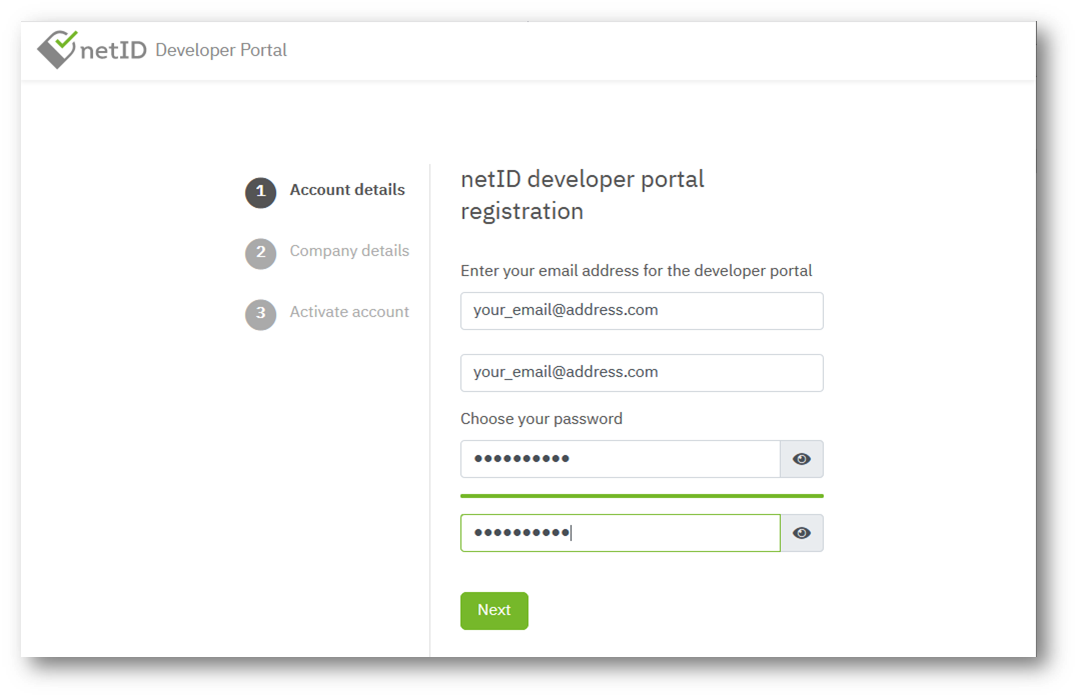 netID Developer Portal
1 Account details
2 Company details
3 Activate account
netID developer portal
registration
Enter your email address for the developer portal
your_email@address.com
your_email@address.com
Choose your password
●●●●●●●●●●
●●●●●●●●●●
Next